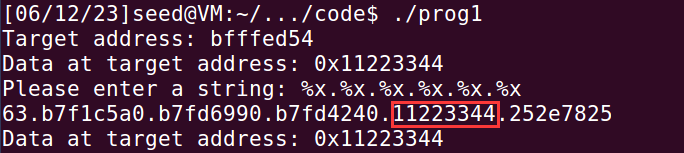 [06/12/23]seed@VM:~/.../code$ ./prog1
Target address: bfffed54
Data at target address: 0x11223344
Please enter a string: %x.%x.%x.%x.%x.%x
63.b7f1c5a0.b7fd6990.b7fd4240.11223344.252e7825
Data at target address: 0x11223344